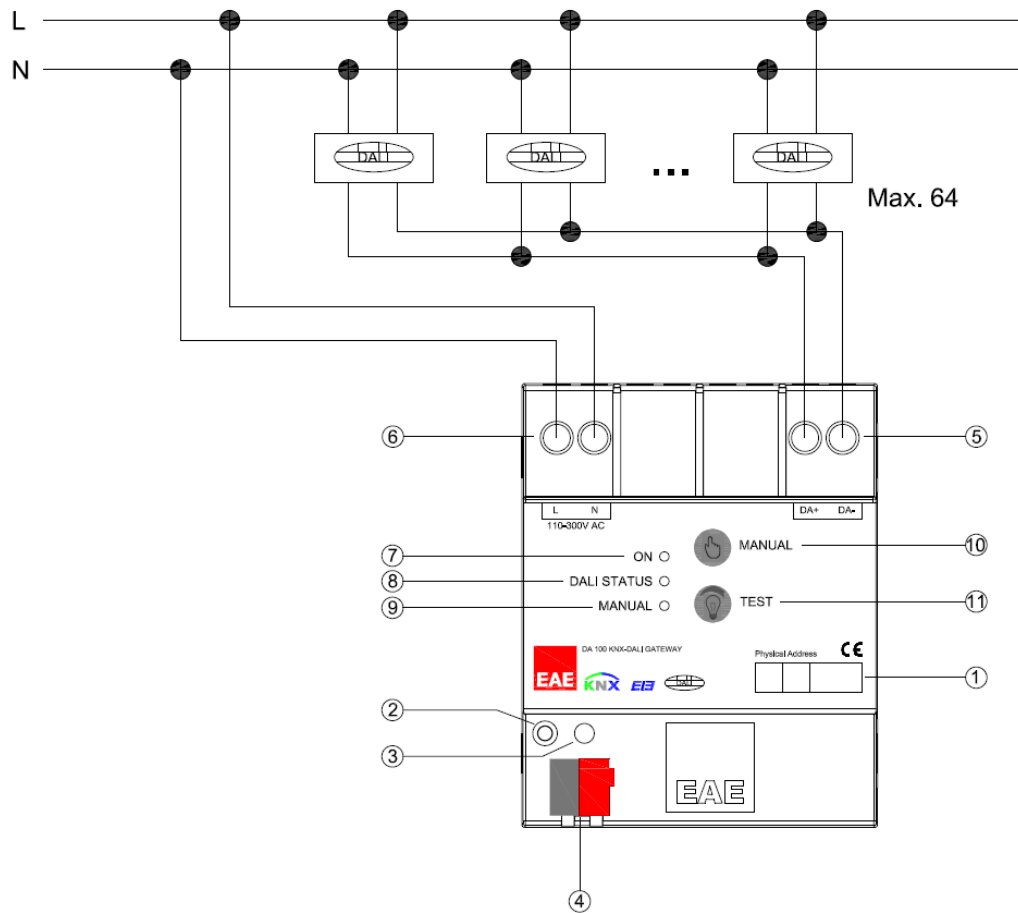 L
N
DALI DALI ... DALI
Max. 64
6 5
L N DA+ DA-
110-300V AC
7 ON MANUAL 10
8 DALI STATUS
9 MANUAL TEST 11
DA 100 KNX-DALI GATEWAY
Physical Address CE
EAE KNX EIB DALI
1
2
3
EAE
4